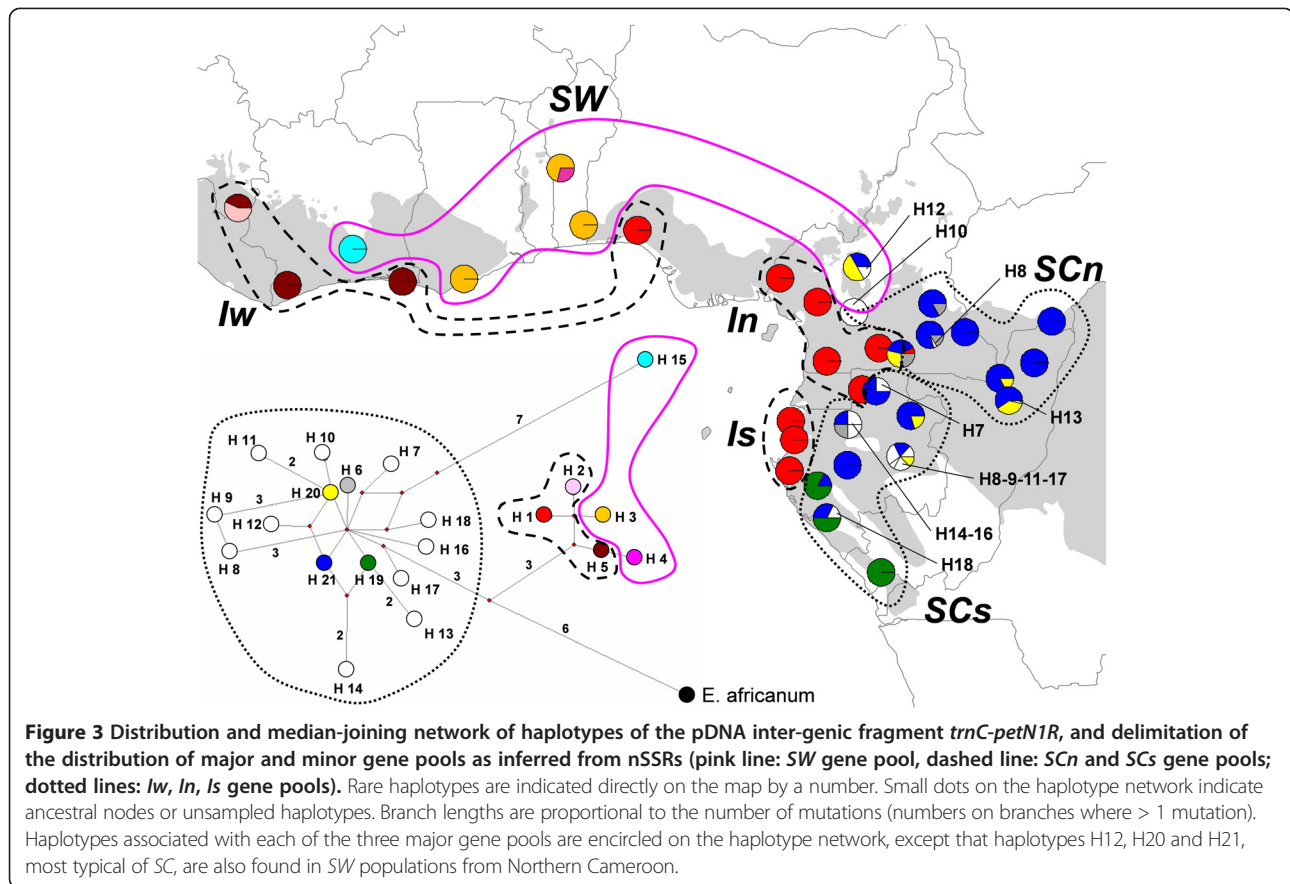 SW
H12
H10
H8
SCn
Iw
In
H 15
H13
Is
H7
7
H 11
H 10
H 6
H 7
2
H 2
H8-9-11-17
H 9
3
H 20
H 1
H 3
H 18
H 12
H14-16
3
H 16
H 5
H 4
H 8
H18
H 21
H 19
3
3
H 17
2
SCs
2
H 13
6
H 14
E. africanum
Figure 3 Distribution and median-joining network of haplotypes of the pDNA inter-genic fragment trnC-petN1R, and delimitation of
the distribution of major and minor gene pools as inferred from nSSRs (pink line: SW gene pool, dashed line: SCn and SCs gene pools;
dotted lines: Iw, In, Is gene pools). Rare haplotypes are indicated directly on the map by a number. Small dots on the haplotype network indicate
ancestral nodes or unsampled haplotypes. Branch lengths are proportional to the number of mutations (numbers on branches where > 1 mutation).
Haplotypes associated with each of the three major gene pools are encircled on the haplotype network, except that haplotypes H12, H20 and H21,
most typical of SC, are also found in SW populations from Northern Cameroon.